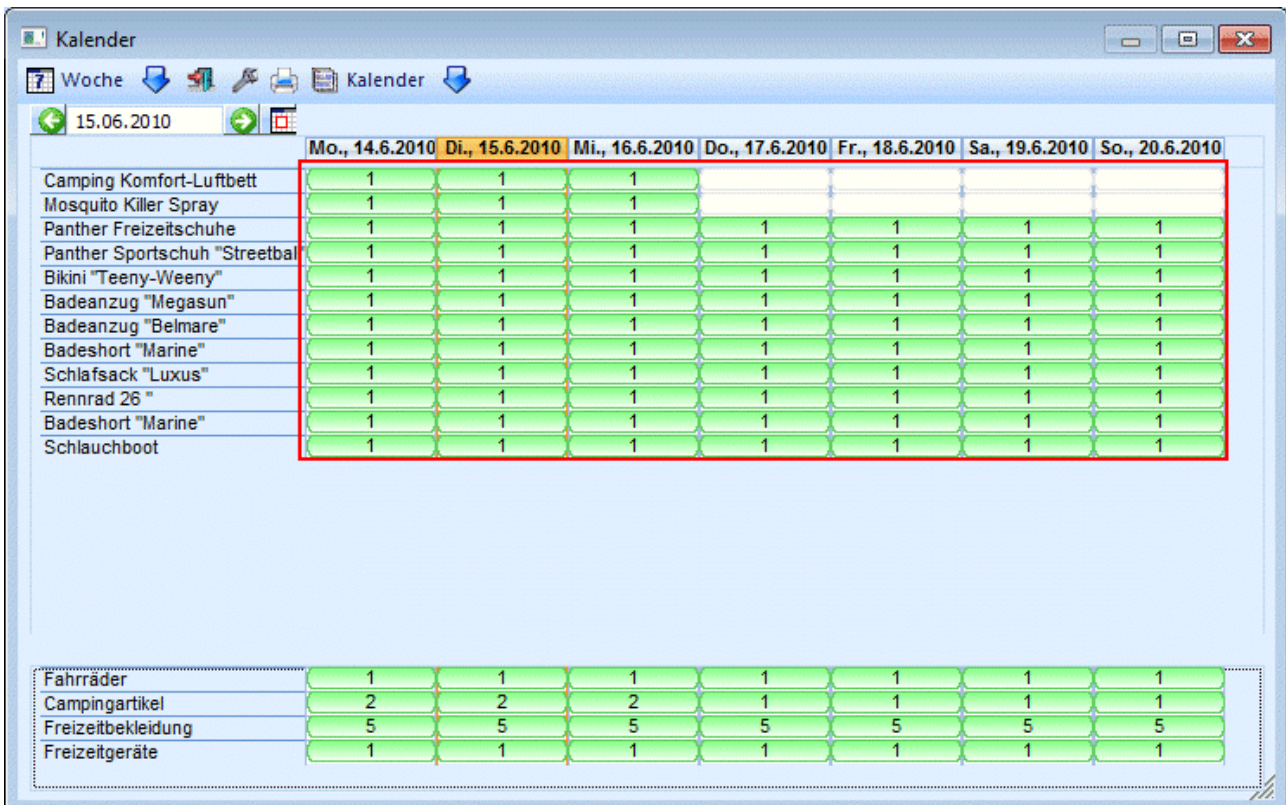 Kalender
7 Woche Kalender
15.06.2010
Mo., 14.6.2010 Di., 15.6.2010 Mi., 16.6.2010 Do., 17.6.2010 Fr., 18.6.2010 Sa., 19.6.2010 So., 20.6.2010
Camping Komfort-Luftbett 1 1 1
Mosquito Killer Spray 1 1 1
Panther Freizeitschuhe 1 1 1 1 1 1 1
Panther Sportschuh "Streetbal" 1 1 1 1 1 1 1
Bikini "Teeny-Weeny" 1 1 1 1 1 1 1
Badeanzug "Megasun" 1 1 1 1 1 1 1
Badeanzug "Belmare" 1 1 1 1 1 1 1
Badeshort "Marine" 1 1 1 1 1 1 1
Schlafsack "Luxus" 1 1 1 1 1 1 1
Rennrad 26 " 1 1 1 1 1 1 1
Badeshort "Marine" 1 1 1 1 1 1 1
Schlauchboot 1 1 1 1 1 1 1
Fahrräder 1 1 1 1 1 1 1
Campingartikel 2 2 2 1 1 1 1
Freizeitbekleidung 5 5 5 5 5 5 5
Freizeitgeräte 1 1 1 1 1 1 1